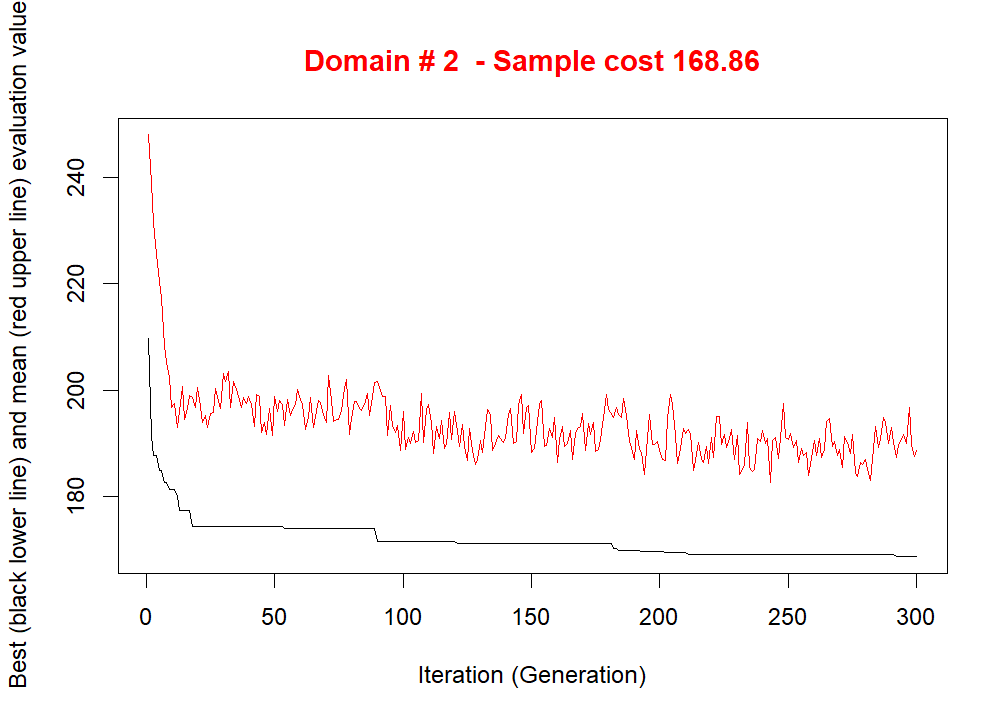 Domain # 2  - Sample cost 168.86
Best (black lower line) and mean (red upper line) evaluation value
240
220
200
180
0 50 100 150 200 250 300
Iteration (Generation)